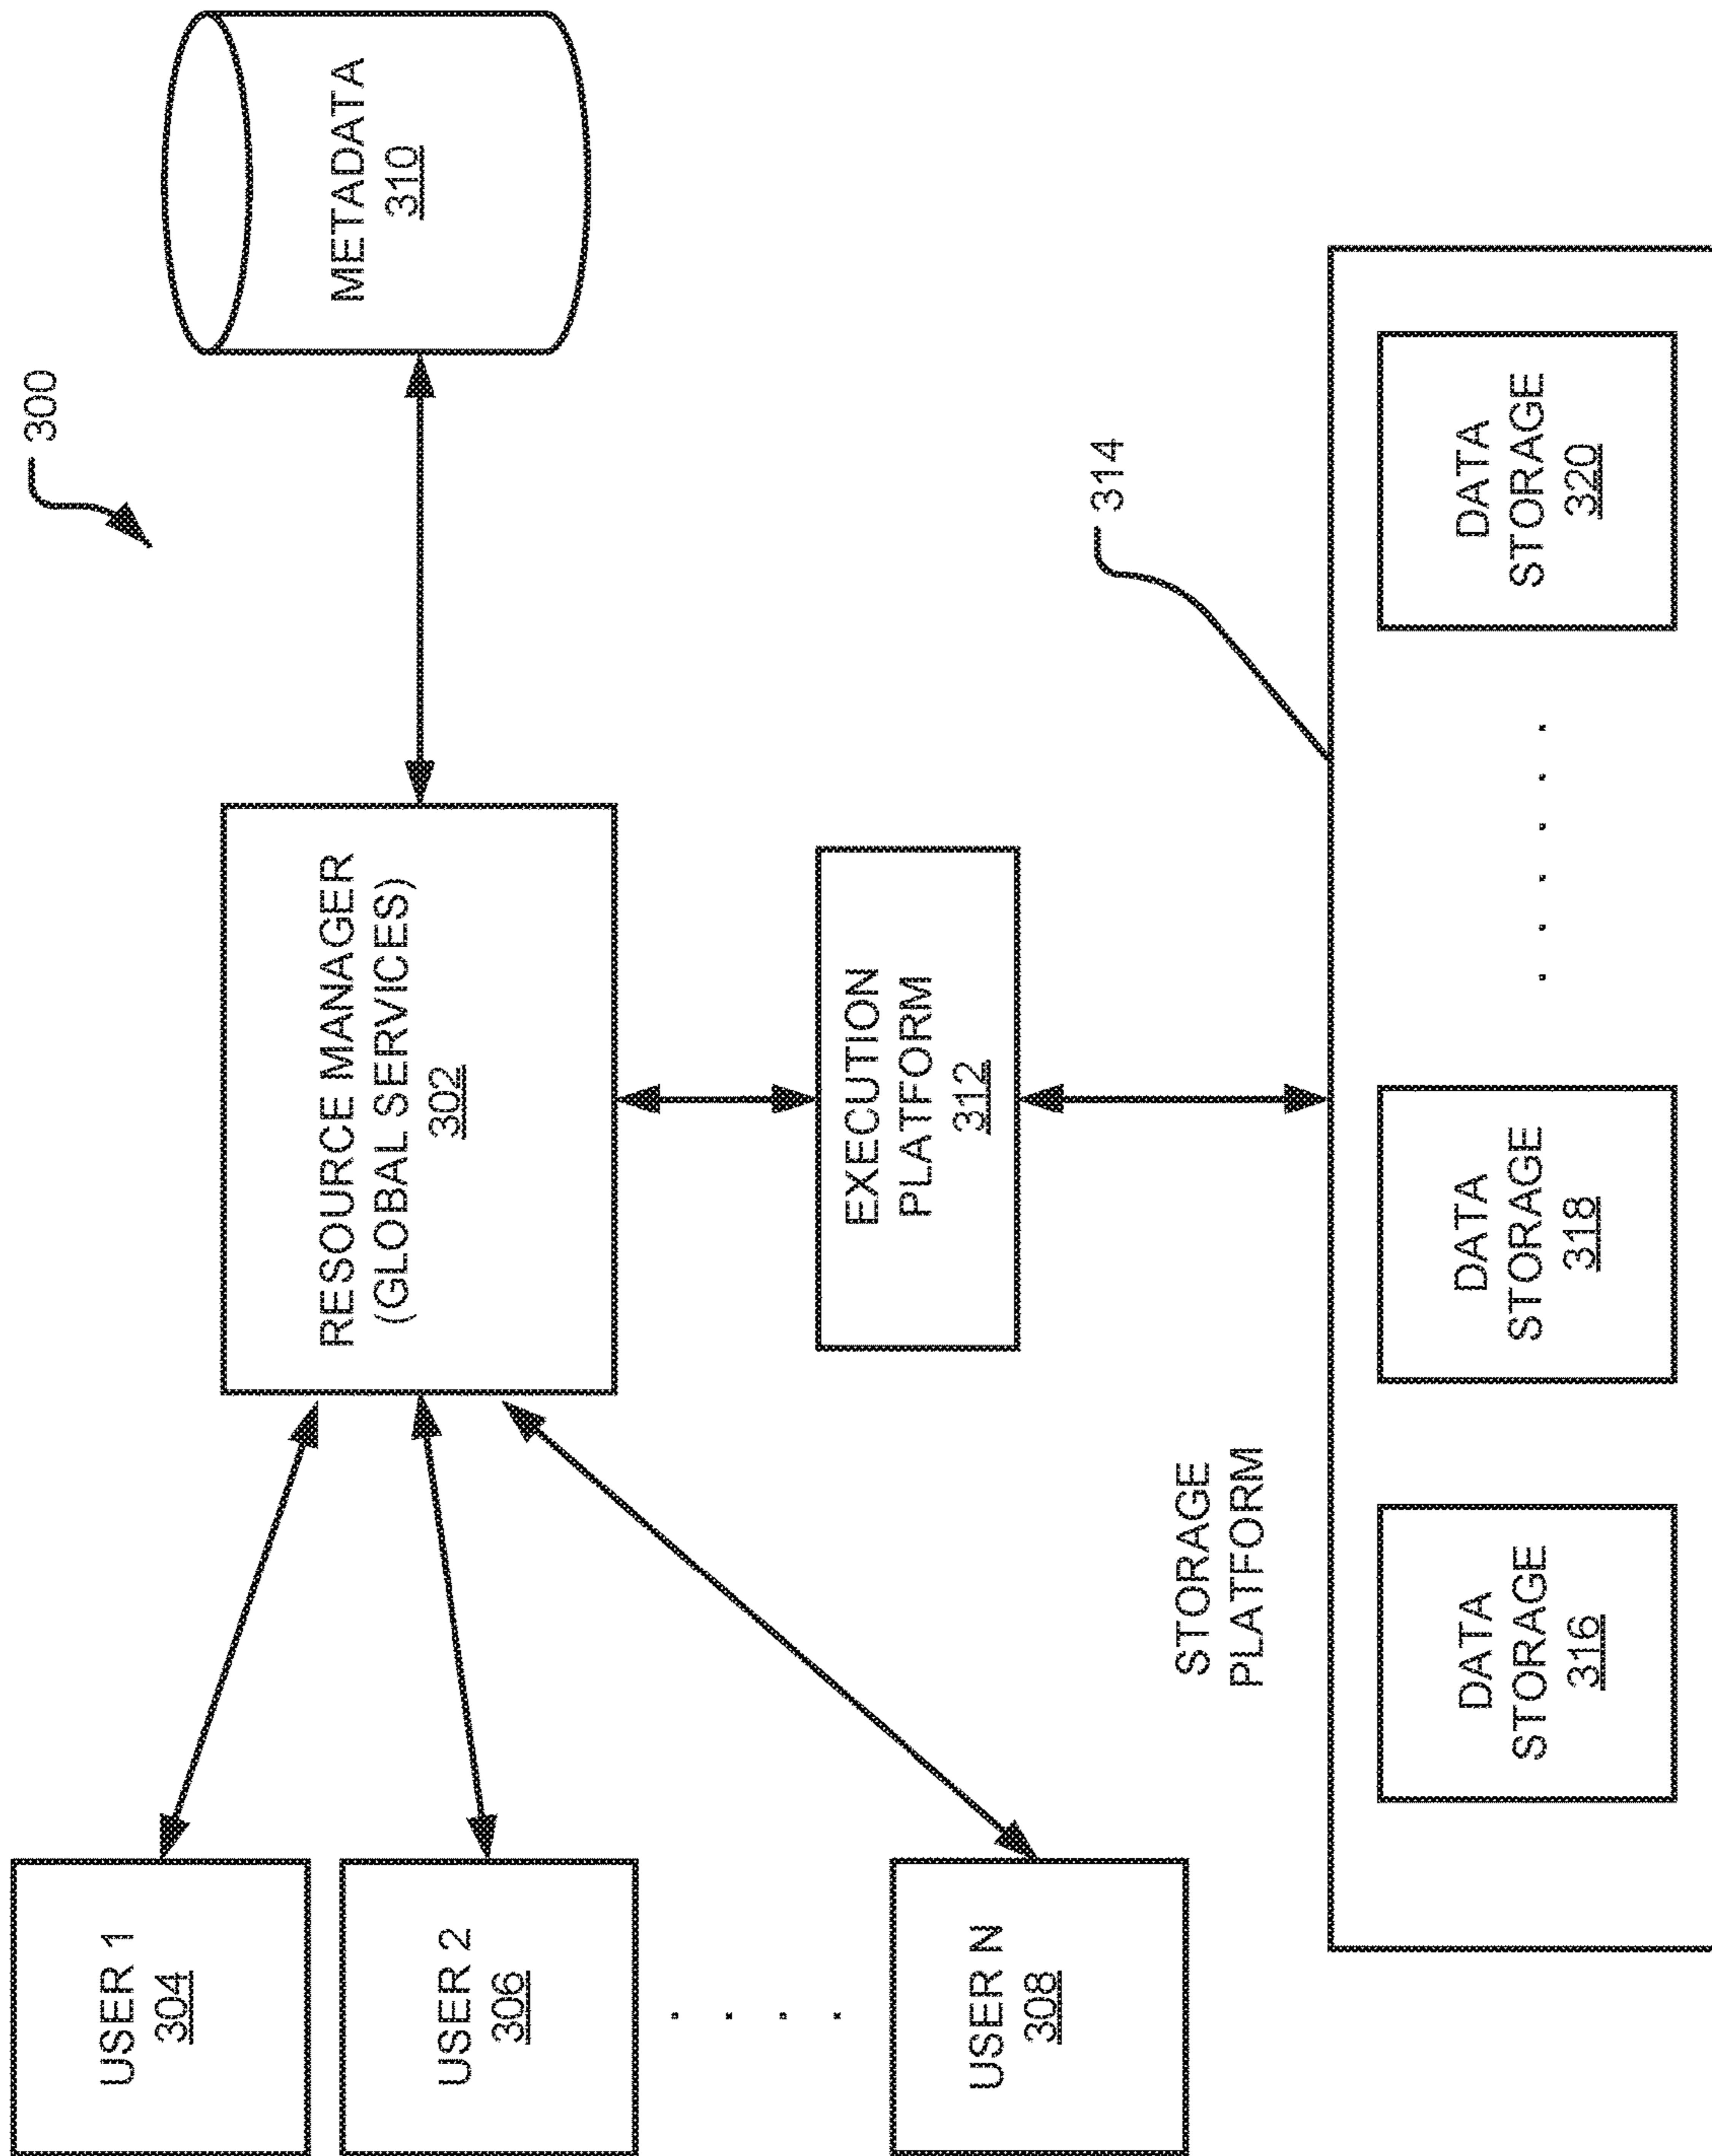 300
USER 1
304
USER 2
306
USER N
308
RESOURCE MANAGER
(GLOBAL SERVICES)
302
METADATA
310
EXECUTION
PLATFORM
312
STORAGE
PLATFORM
314
DATA
STORAGE
316
DATA
STORAGE
318
DATA
STORAGE
320